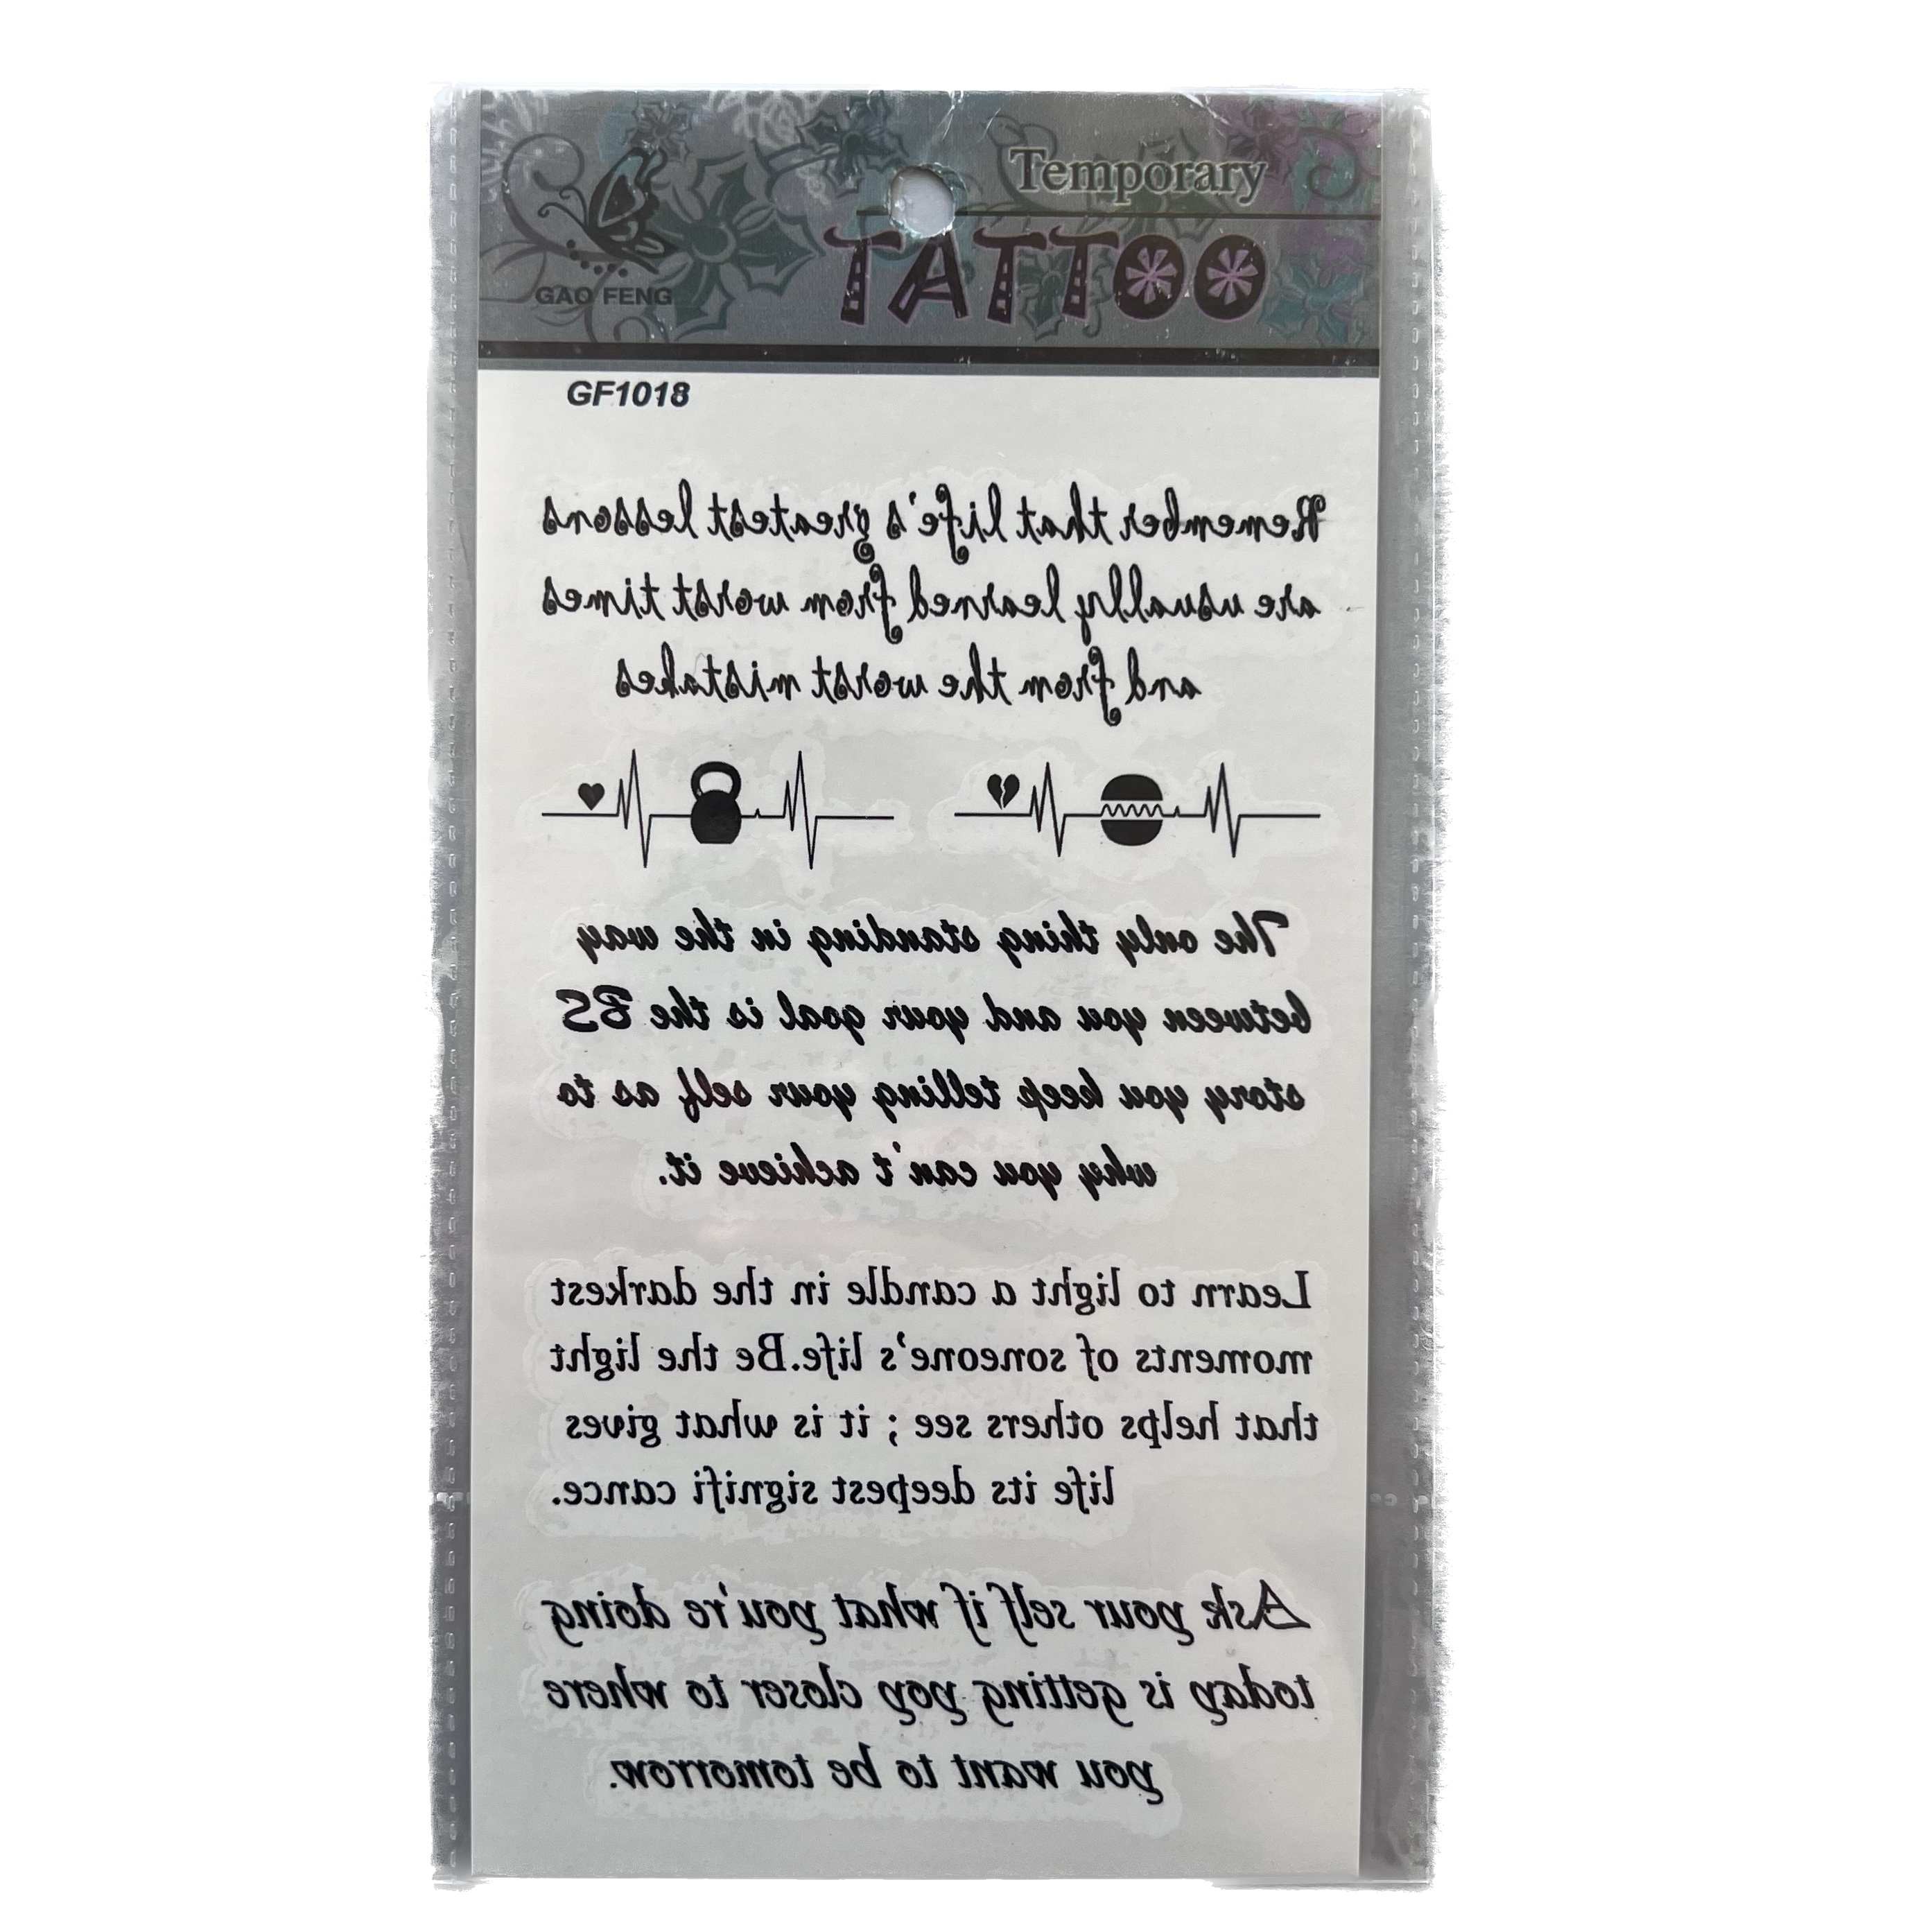 Temporary
TATTOO
GAO FENG
GF1018
Remember that life's greatest lessons
are usually learned from worst times
and from the worst mistakes
The only thing standing in the way
between you and your goal is the BS
story you keep telling your self as to
why you can't achieve it.
Learn to light a candle in the darkest
moments of someone's life.Be the light
that helps others see ; it is what gives
life its deepest signifi cance.
Ask your self if what you're doing
today is getting yoy closer to where
you want to be tomorrow.